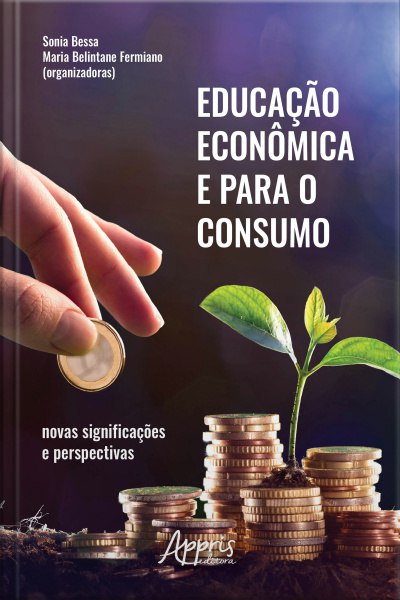 Sonia Bessa
Maria Belintane Fermiano
(organizadoras)
EDUCAÇÃO
ECONÔMICA
E PARA O
CONSUMO
novas significações
e perspectivas
Appris
editora